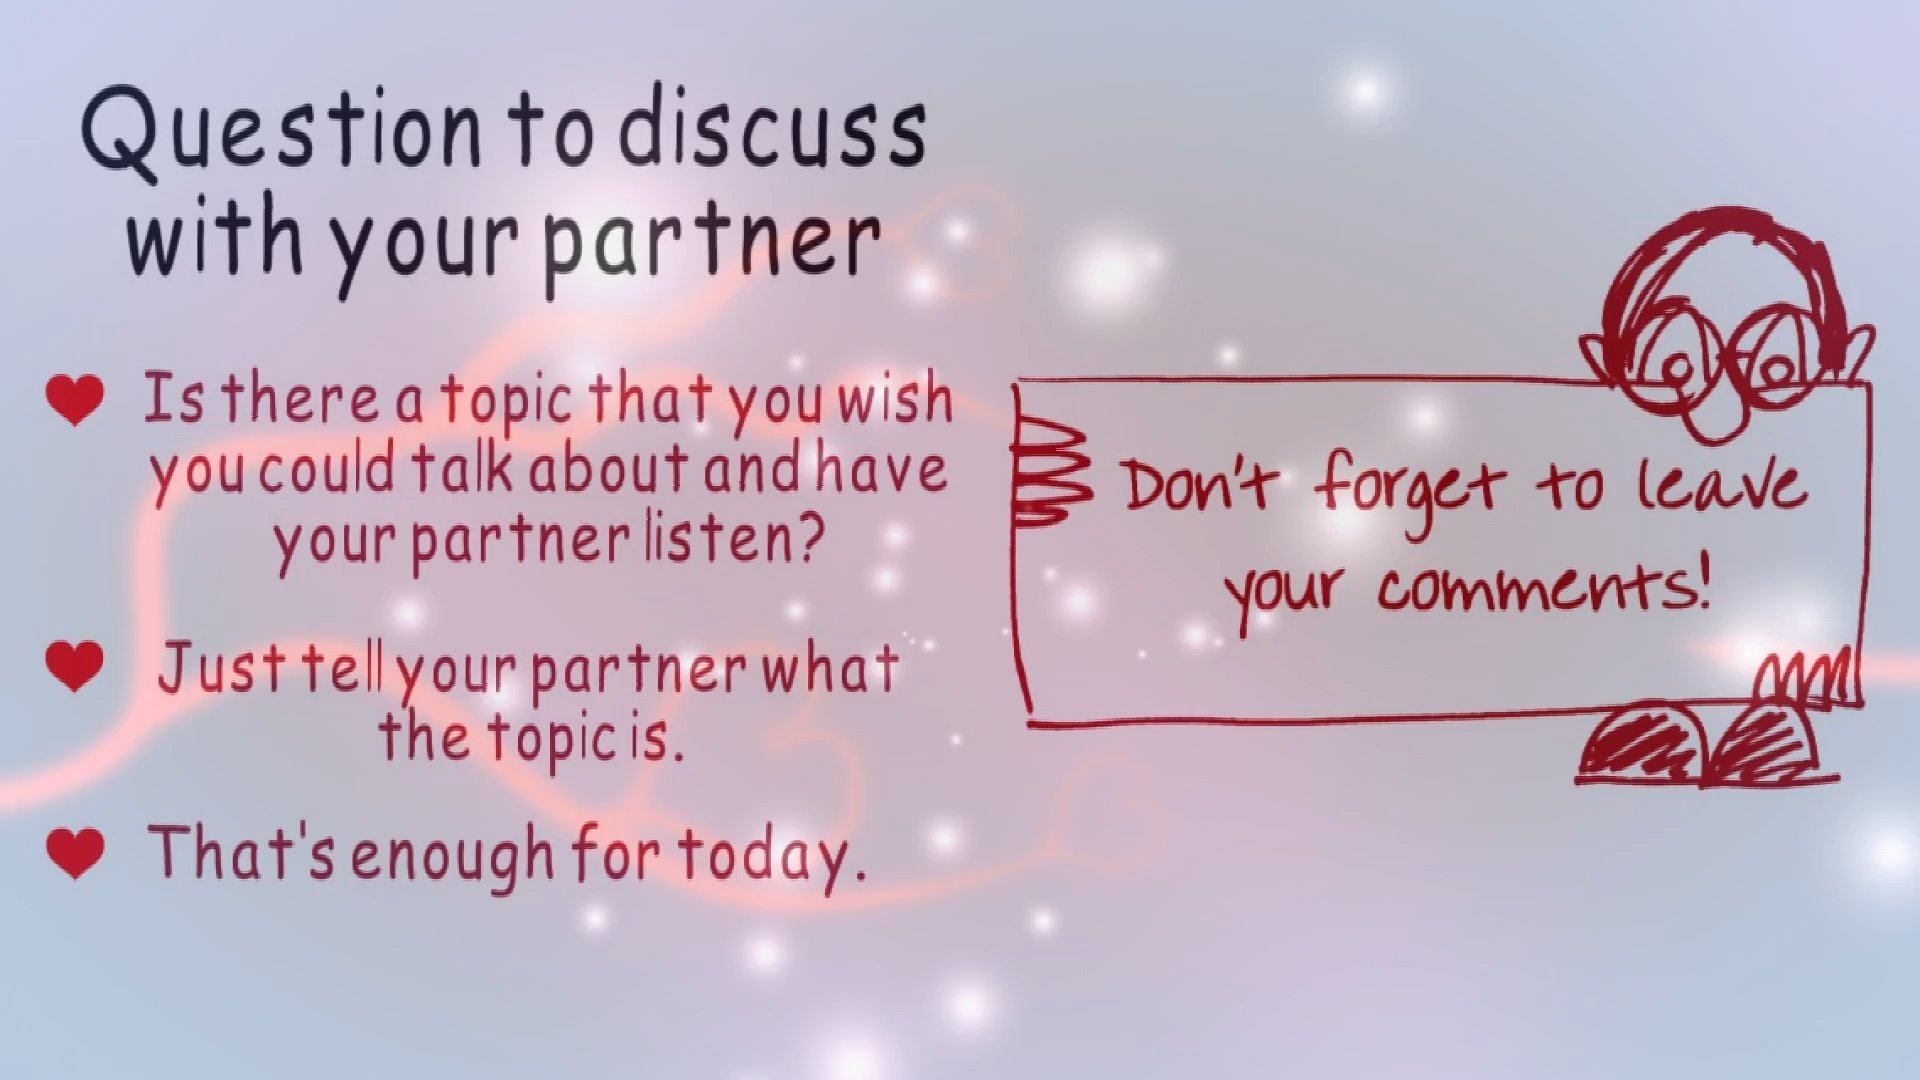 Question to discuss
with your partner
Is there a topic that you wish
you could talk about and have
your partner listen?
Just tell your partner what
the topic is.
That's enough for today.
Don't forget to leave
your comments!